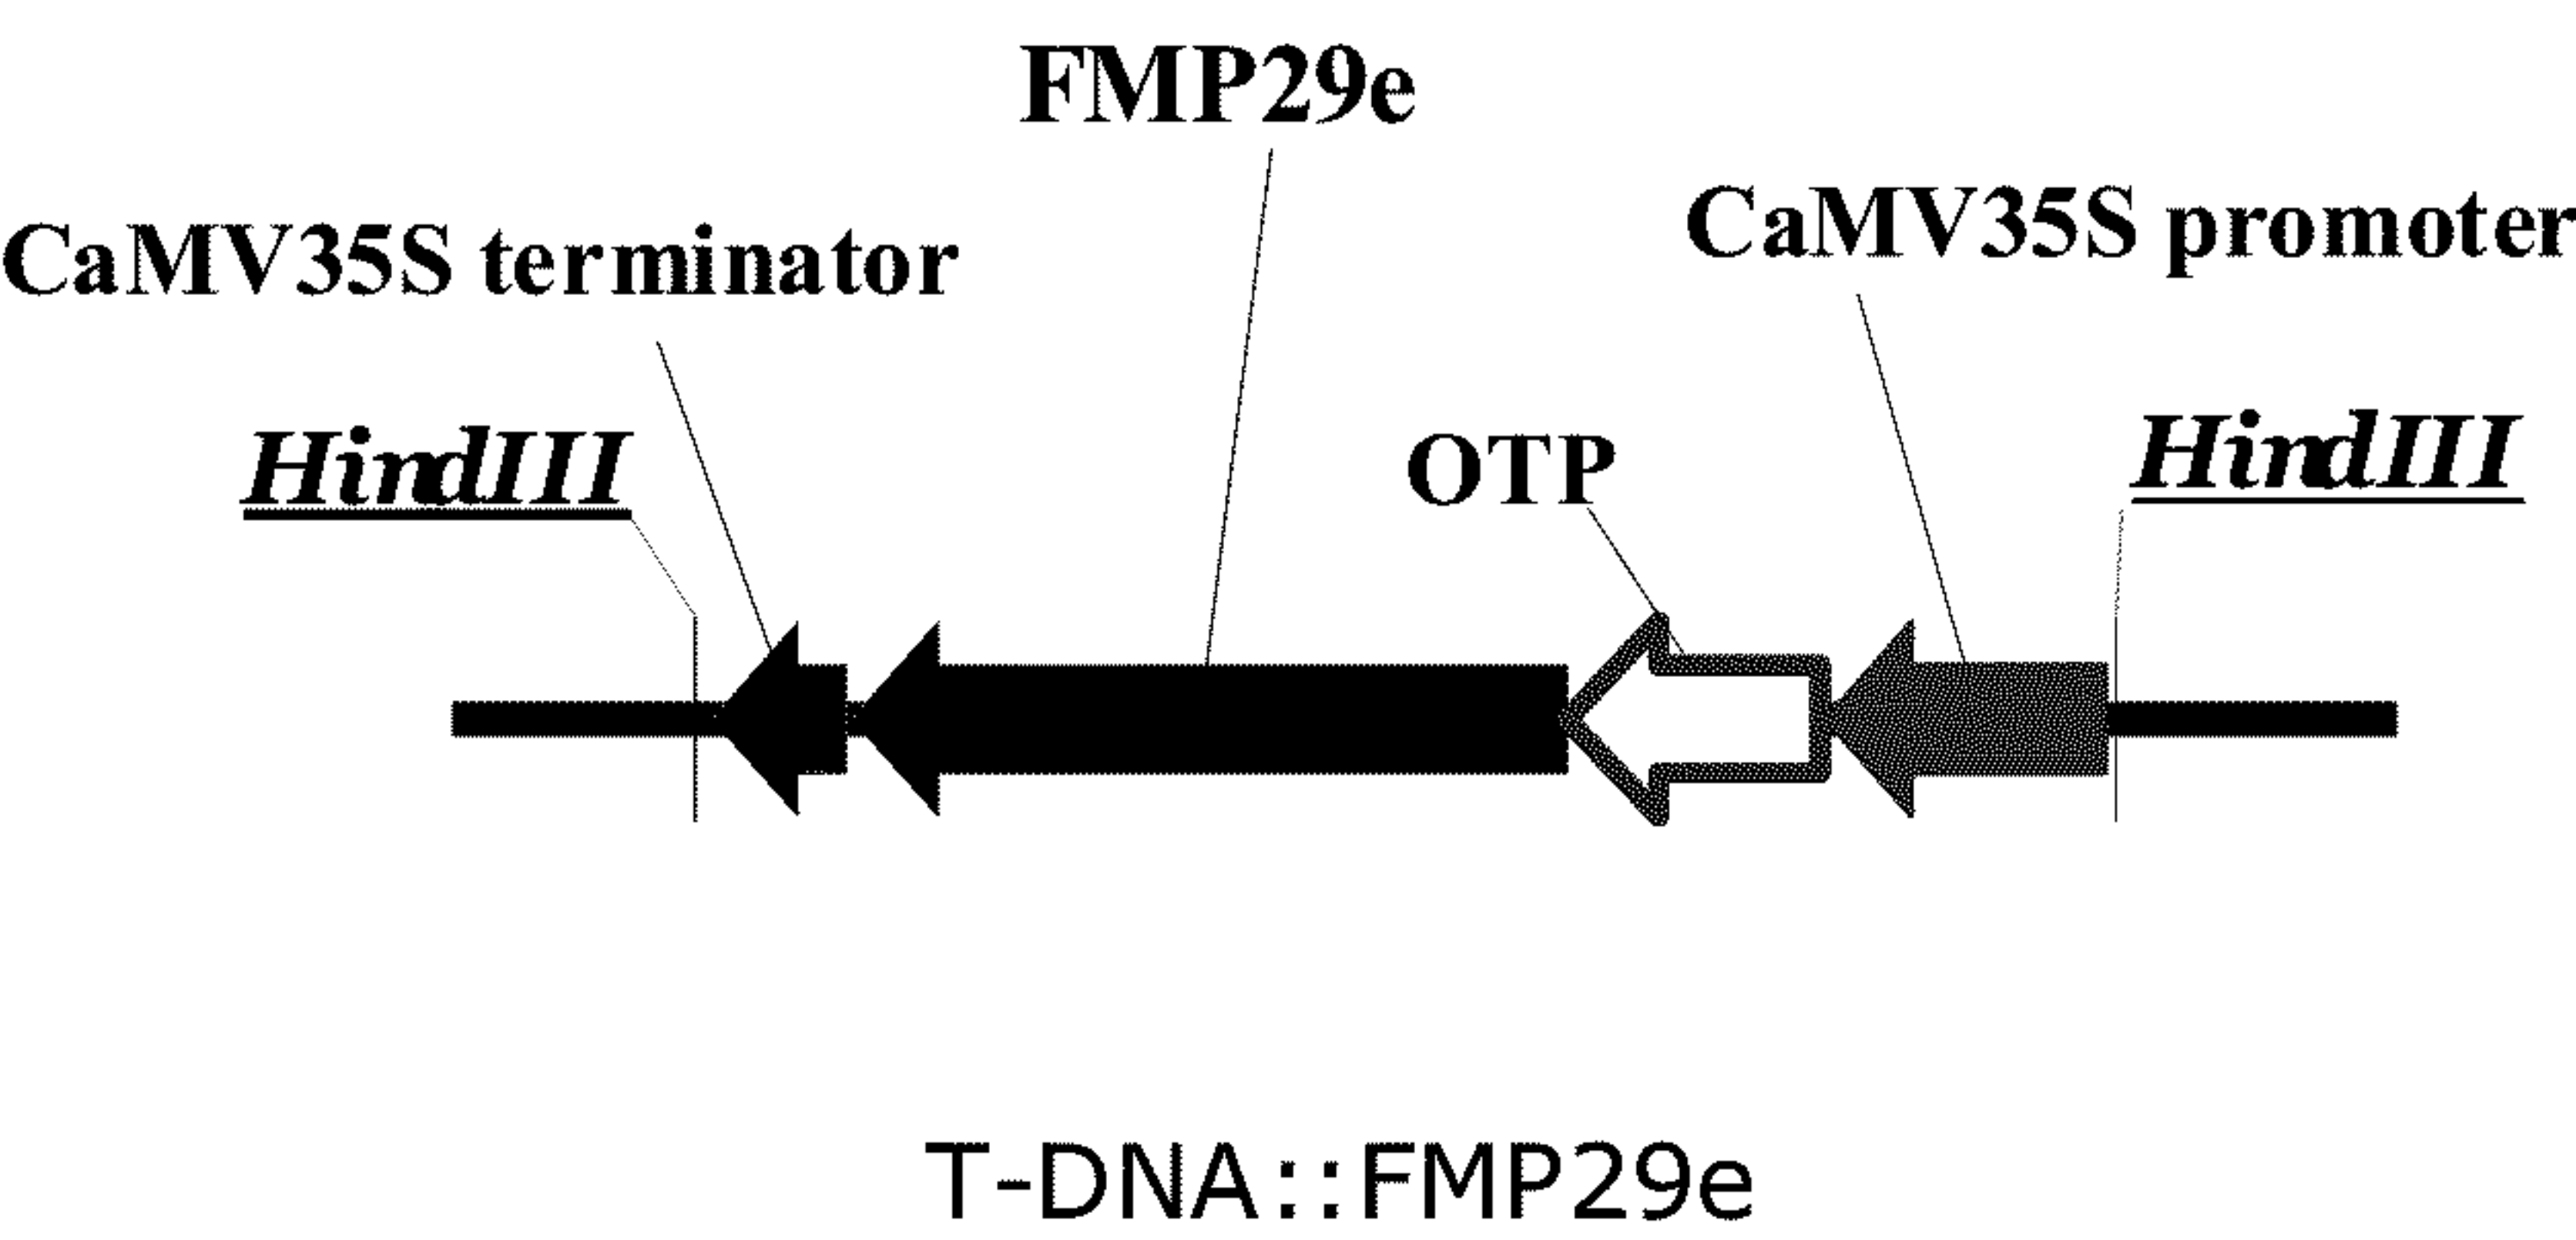 FMP29e
CaMV35S promoter
CaMV35S terminator
HindIII
OTP
HindIII
T-DNA::FMP29e